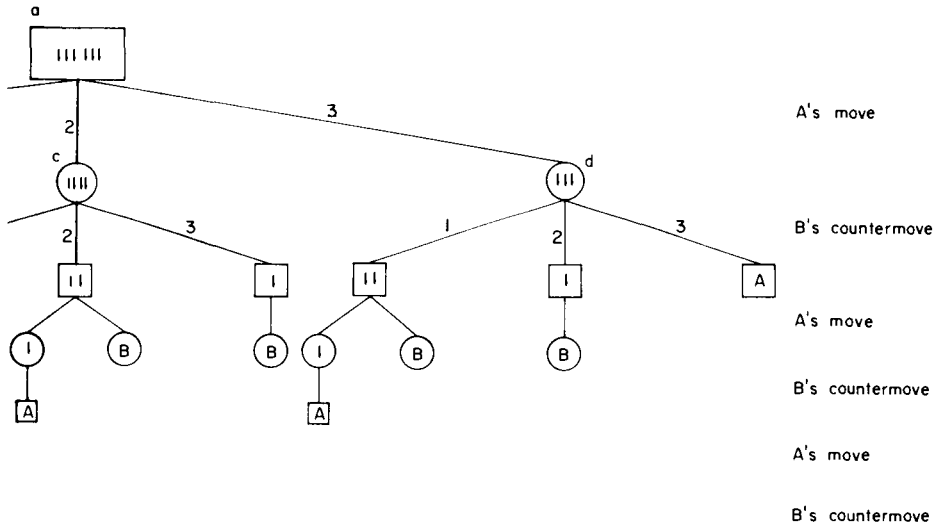 a
||| |||
3
A's move
2
c
d
|||| |||
3 1
B's countermove
2 2 3
|| | || | A
A's move
| B B | B B
B's countermove
A A
A's move
B's countermove